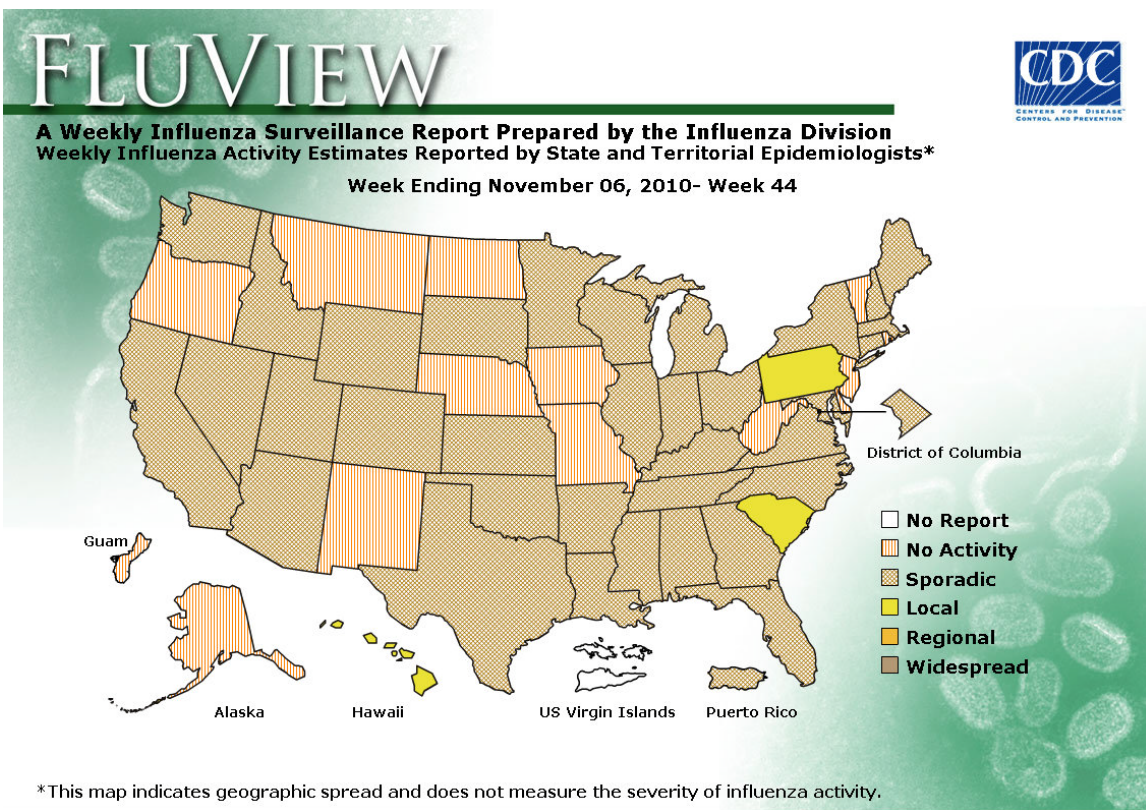 FLUVIEW
CDC
CENTERS FOR DISEASE
CONTROL AND PREVENTION
A Weekly Influenza Surveillance Report Prepared by the Influenza Division
Weekly Influenza Activity Estimates Reported by State and Territorial Epidemiologists*
Week Ending November 06, 2010- Week 44
District of Columbia
No Report
Guam
No Activity
Sporadic
Local
Regional
Widespread
Alaska
Hawaii
US Virgin Islands
Puerto Rico
*This map indicates geographic spread and does not measure the severity of influenza activity.